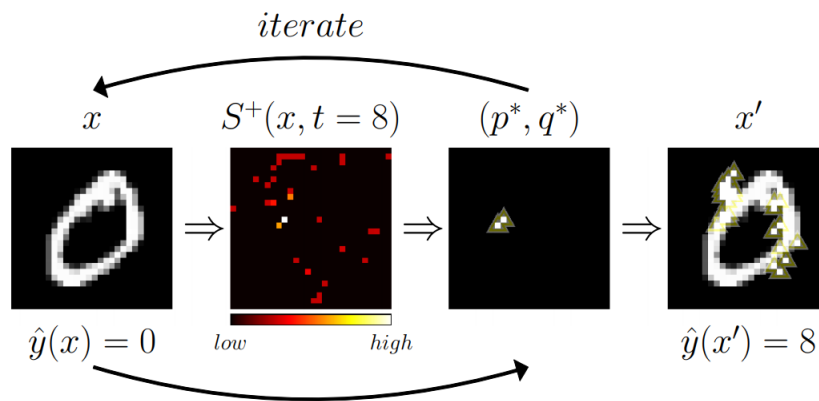 iterate
x
S⁺(x, t = 8)
(p*, q*)
x′
⇒
⇒
⇒
low
high
ŷ(x) = 0
ŷ(x′) = 8